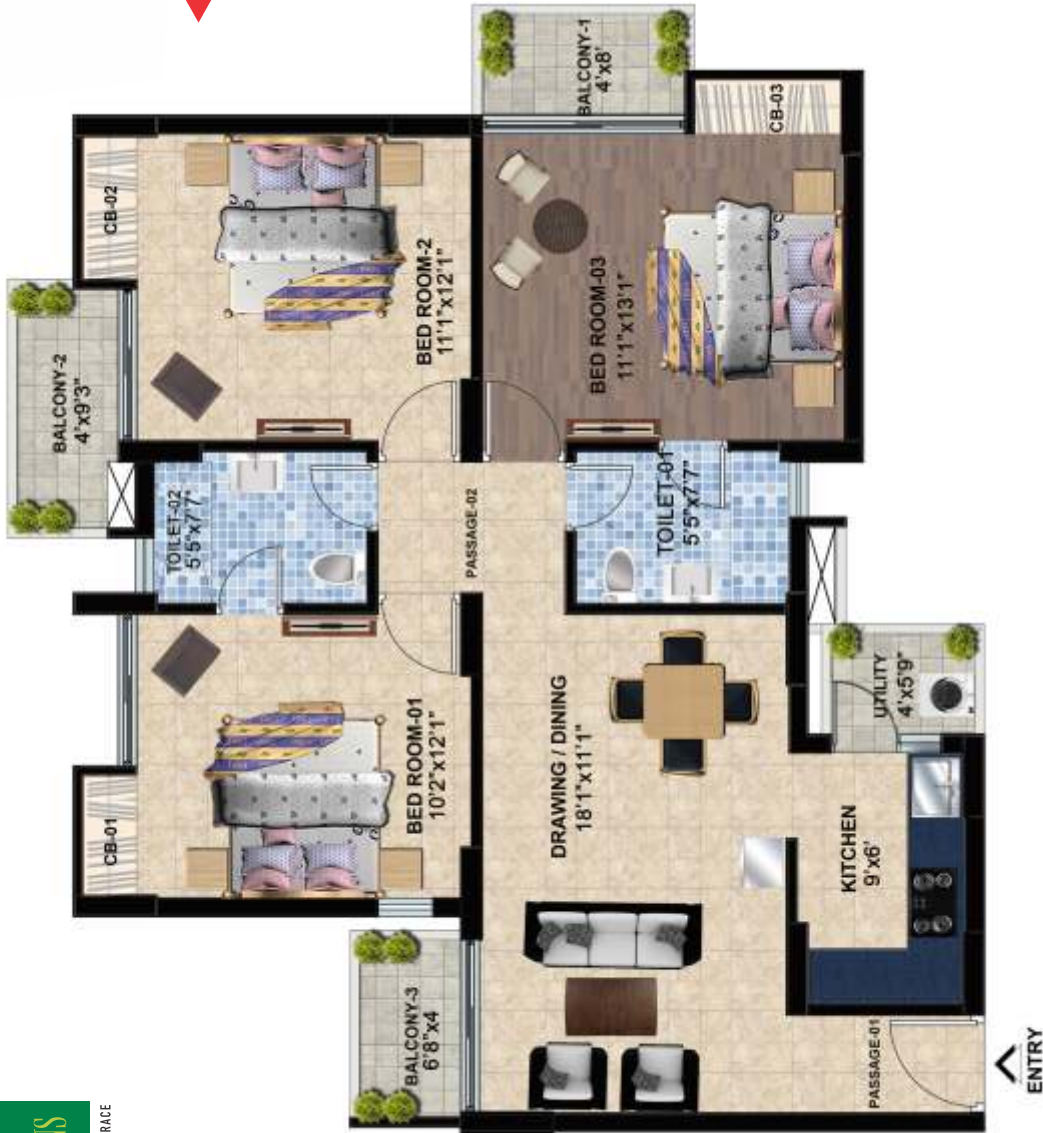 BALCONY-1
4'x8'
CB-03
CB-02
BALCONY-2
4'x9'3"
BED ROOM-2
11'1"x12'1"
BED ROOM-03
11'1"x13'1"
TOILET-02
5'5"x7'7"
PASSAGE-02
TOILET-01
5'5"x7'7"
CB-01
BED ROOM-01
10'2"x12'1"
DRAWING / DINING
18'1"x11'1"
UTILITY
4'x5'9"
KITCHEN
9'x6'
BALCONY-3
6'8"x4
PASSAGE-01
ENTRY
NS
RACE